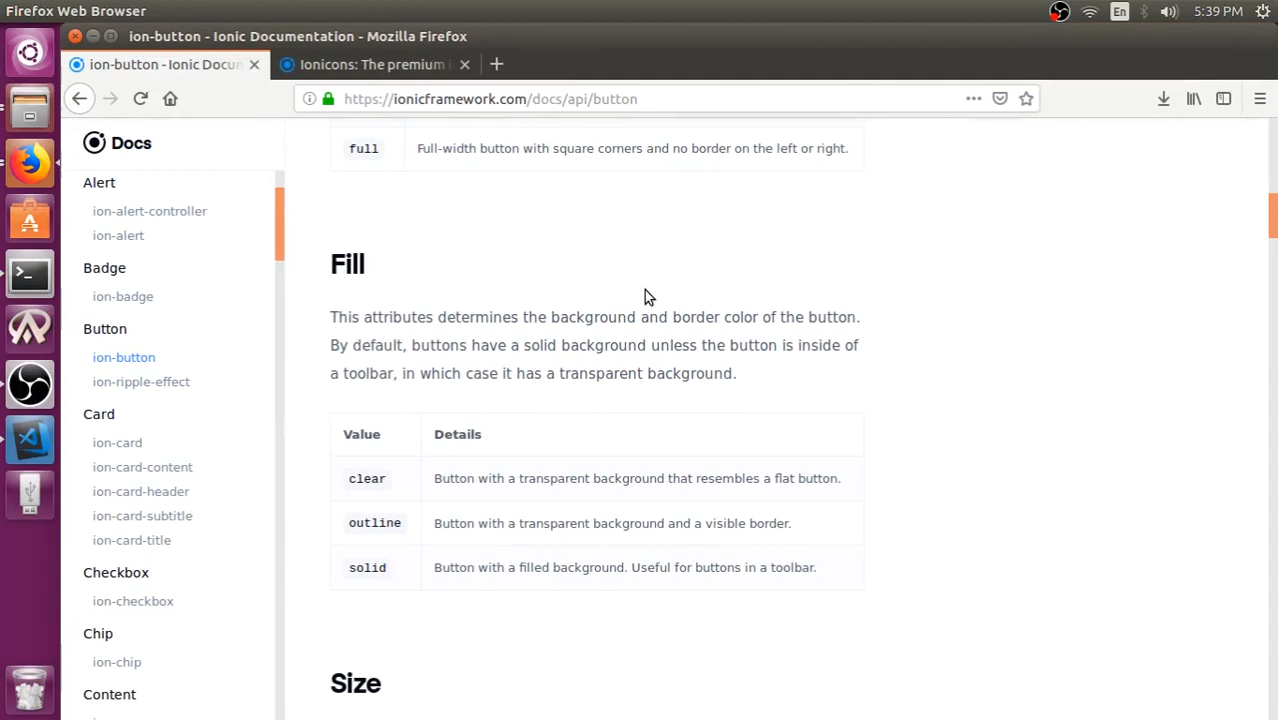 Firefox Web Browser
En
5:39 PM
ion-button - Ionic Documentation - Mozilla Firefox
ion-button - Ionic Docun
Ionicons: The premium i
https://ionicframework.com/docs/api/button
Docs
Alert
ion-alert-controller
ion-alert
Badge
ion-badge
Button
ion-button
ion-ripple-effect
Card
ion-card
ion-card-content
ion-card-header
ion-card-subtitle
ion-card-title
Checkbox
ion-checkbox
Chip
ion-chip
Content
full Full-width button with square corners and no border on the left or right.
Fill
This attributes determines the background and border color of the button.
By default, buttons have a solid background unless the button is inside of
a toolbar, in which case it has a transparent background.
Value Details
clear Button with a transparent background that resembles a flat button.
outline Button with a transparent background and a visible border.
solid Button with a filled background. Useful for buttons in a toolbar.
Size